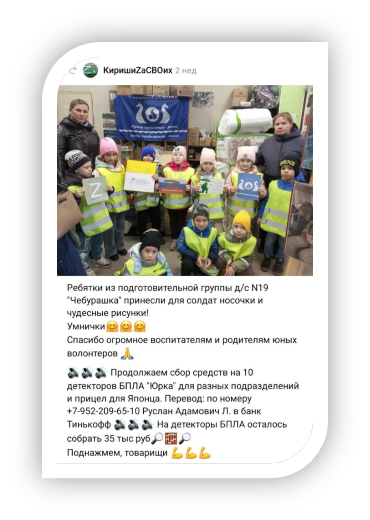 КиришиZаСВОих 2 нед
Z
Ребятки из подготовительной группы д/с N19
"Чебурашка" принесли для солдат носочки и
чудесные рисунки!
Умнички🤗🤗🤗
Спасибо огромное воспитателям и родителям юных
волонтеров 🙏
🔊🔊🔊 Продолжаем сбор средств на 10
детекторов БПЛА "Юрка" для разных подразделений
и прицел для Японца. Перевод: по номеру
+7-952-209-65-10 Руслан Адамович Л. в банк
Тинькофф 🔊🔊🔊 На детекторы БПЛА осталось
собрать 35 тыс руб🔎🧱🔎
Поднажмем, товарищи 💪💪💪